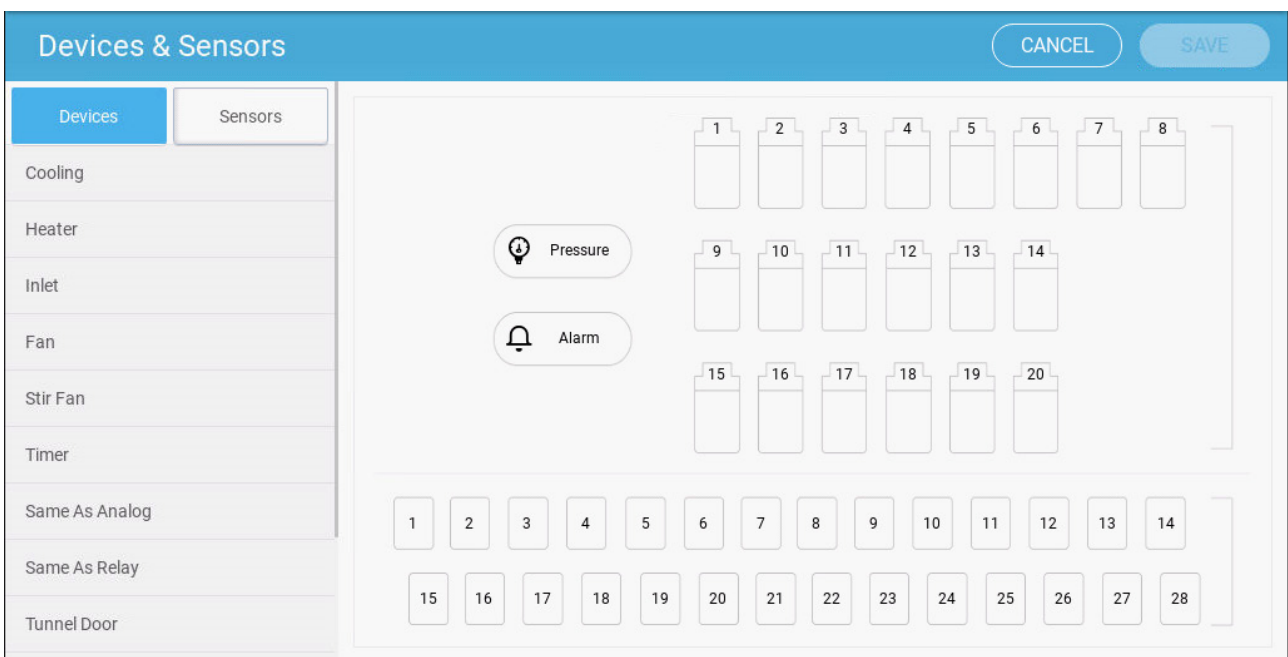 Devices & Sensors
CANCEL
SAVE
Devices
Sensors
Cooling
Heater
Inlet
Fan
Stir Fan
Timer
Same As Analog
Same As Relay
Tunnel Door
1 2 3 4 5 6 7 8
Pressure
9 10 11 12 13 14
Alarm
15 16 17 18 19 20
1 2 3 4 5 6 7 8 9 10 11 12 13 14
15 16 17 18 19 20 21 22 23 24 25 26 27 28